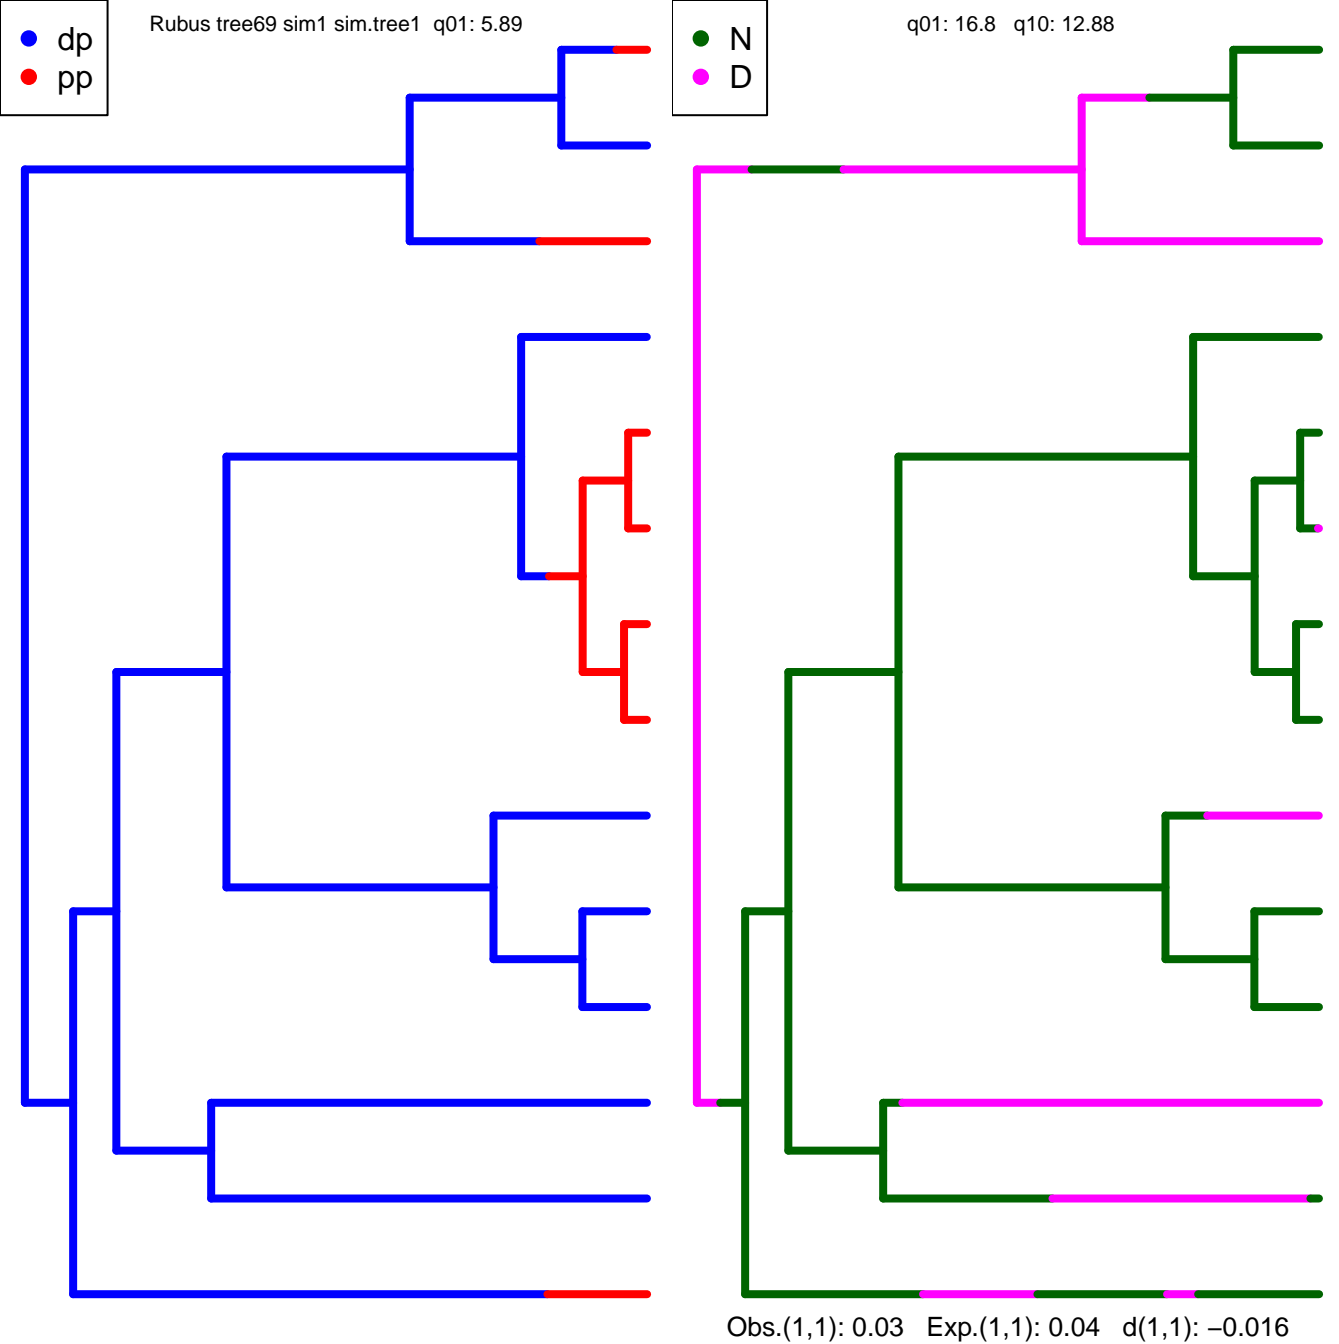 dp
pp
Rubus tree69 sim1 sim.tree1 q01: 5.89
N
D
q01: 16.8 q10: 12.88
Obs.(1,1): 0.03 Exp.(1,1): 0.04 d(1,1): −0.016